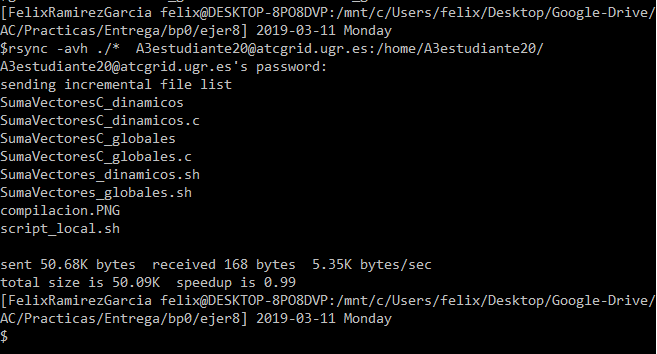 [FelixRamirezGarcia felix@DESKTOP-8PO8DVP:/mnt/c/Users/felix/Desktop/Google-Drive/
AC/Practicas/Entrega/bp0/ejer8] 2019-03-11 Monday
$rsync -avh ./*  A3estudiante20@atcgrid.ugr.es:/home/A3estudiante20/
A3estudiante20@atcgrid.ugr.es's password:
sending incremental file list
SumaVectoresC_dinamicos
SumaVectoresC_dinamicos.c
SumaVectoresC_globales
SumaVectoresC_globales.c
SumaVectores_dinamicos.sh
SumaVectores_globales.sh
compilacion.PNG
script_local.sh

sent 50.68K bytes  received 168 bytes  5.35K bytes/sec
total size is 50.09K  speedup is 0.99
[FelixRamirezGarcia felix@DESKTOP-8PO8DVP:/mnt/c/Users/felix/Desktop/Google-Drive/
AC/Practicas/Entrega/bp0/ejer8] 2019-03-11 Monday
$